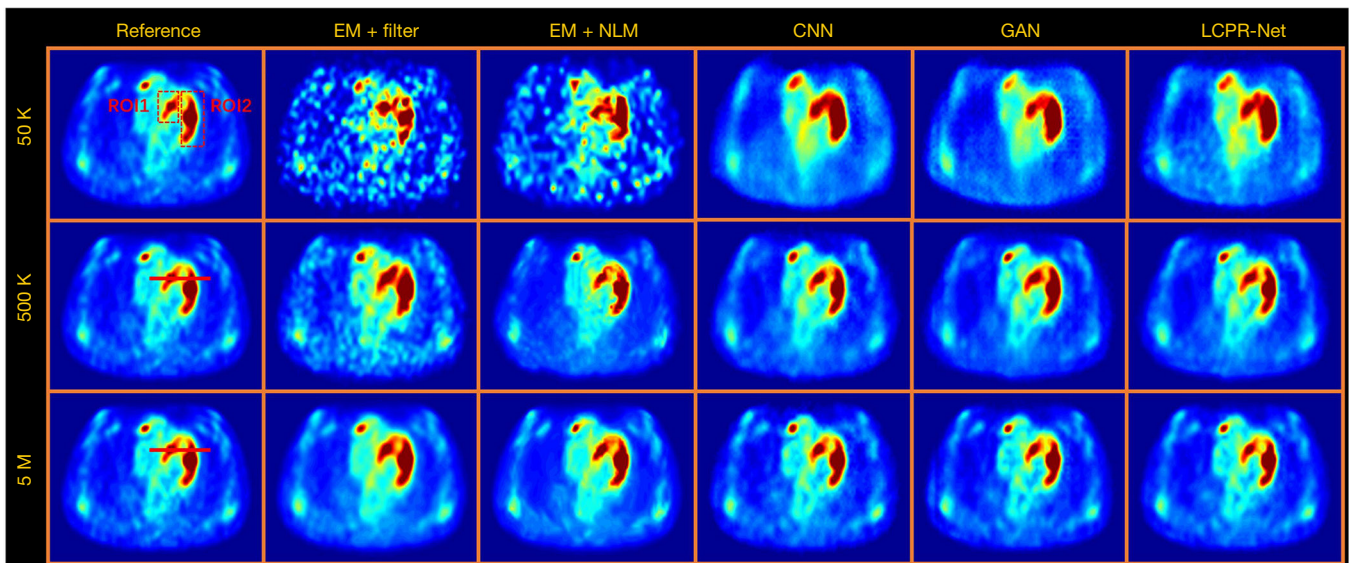 Reference EM + filter EM + NLM CNN GAN LCPR-Net
50 K
ROI1 ROI2
500 K
5 M